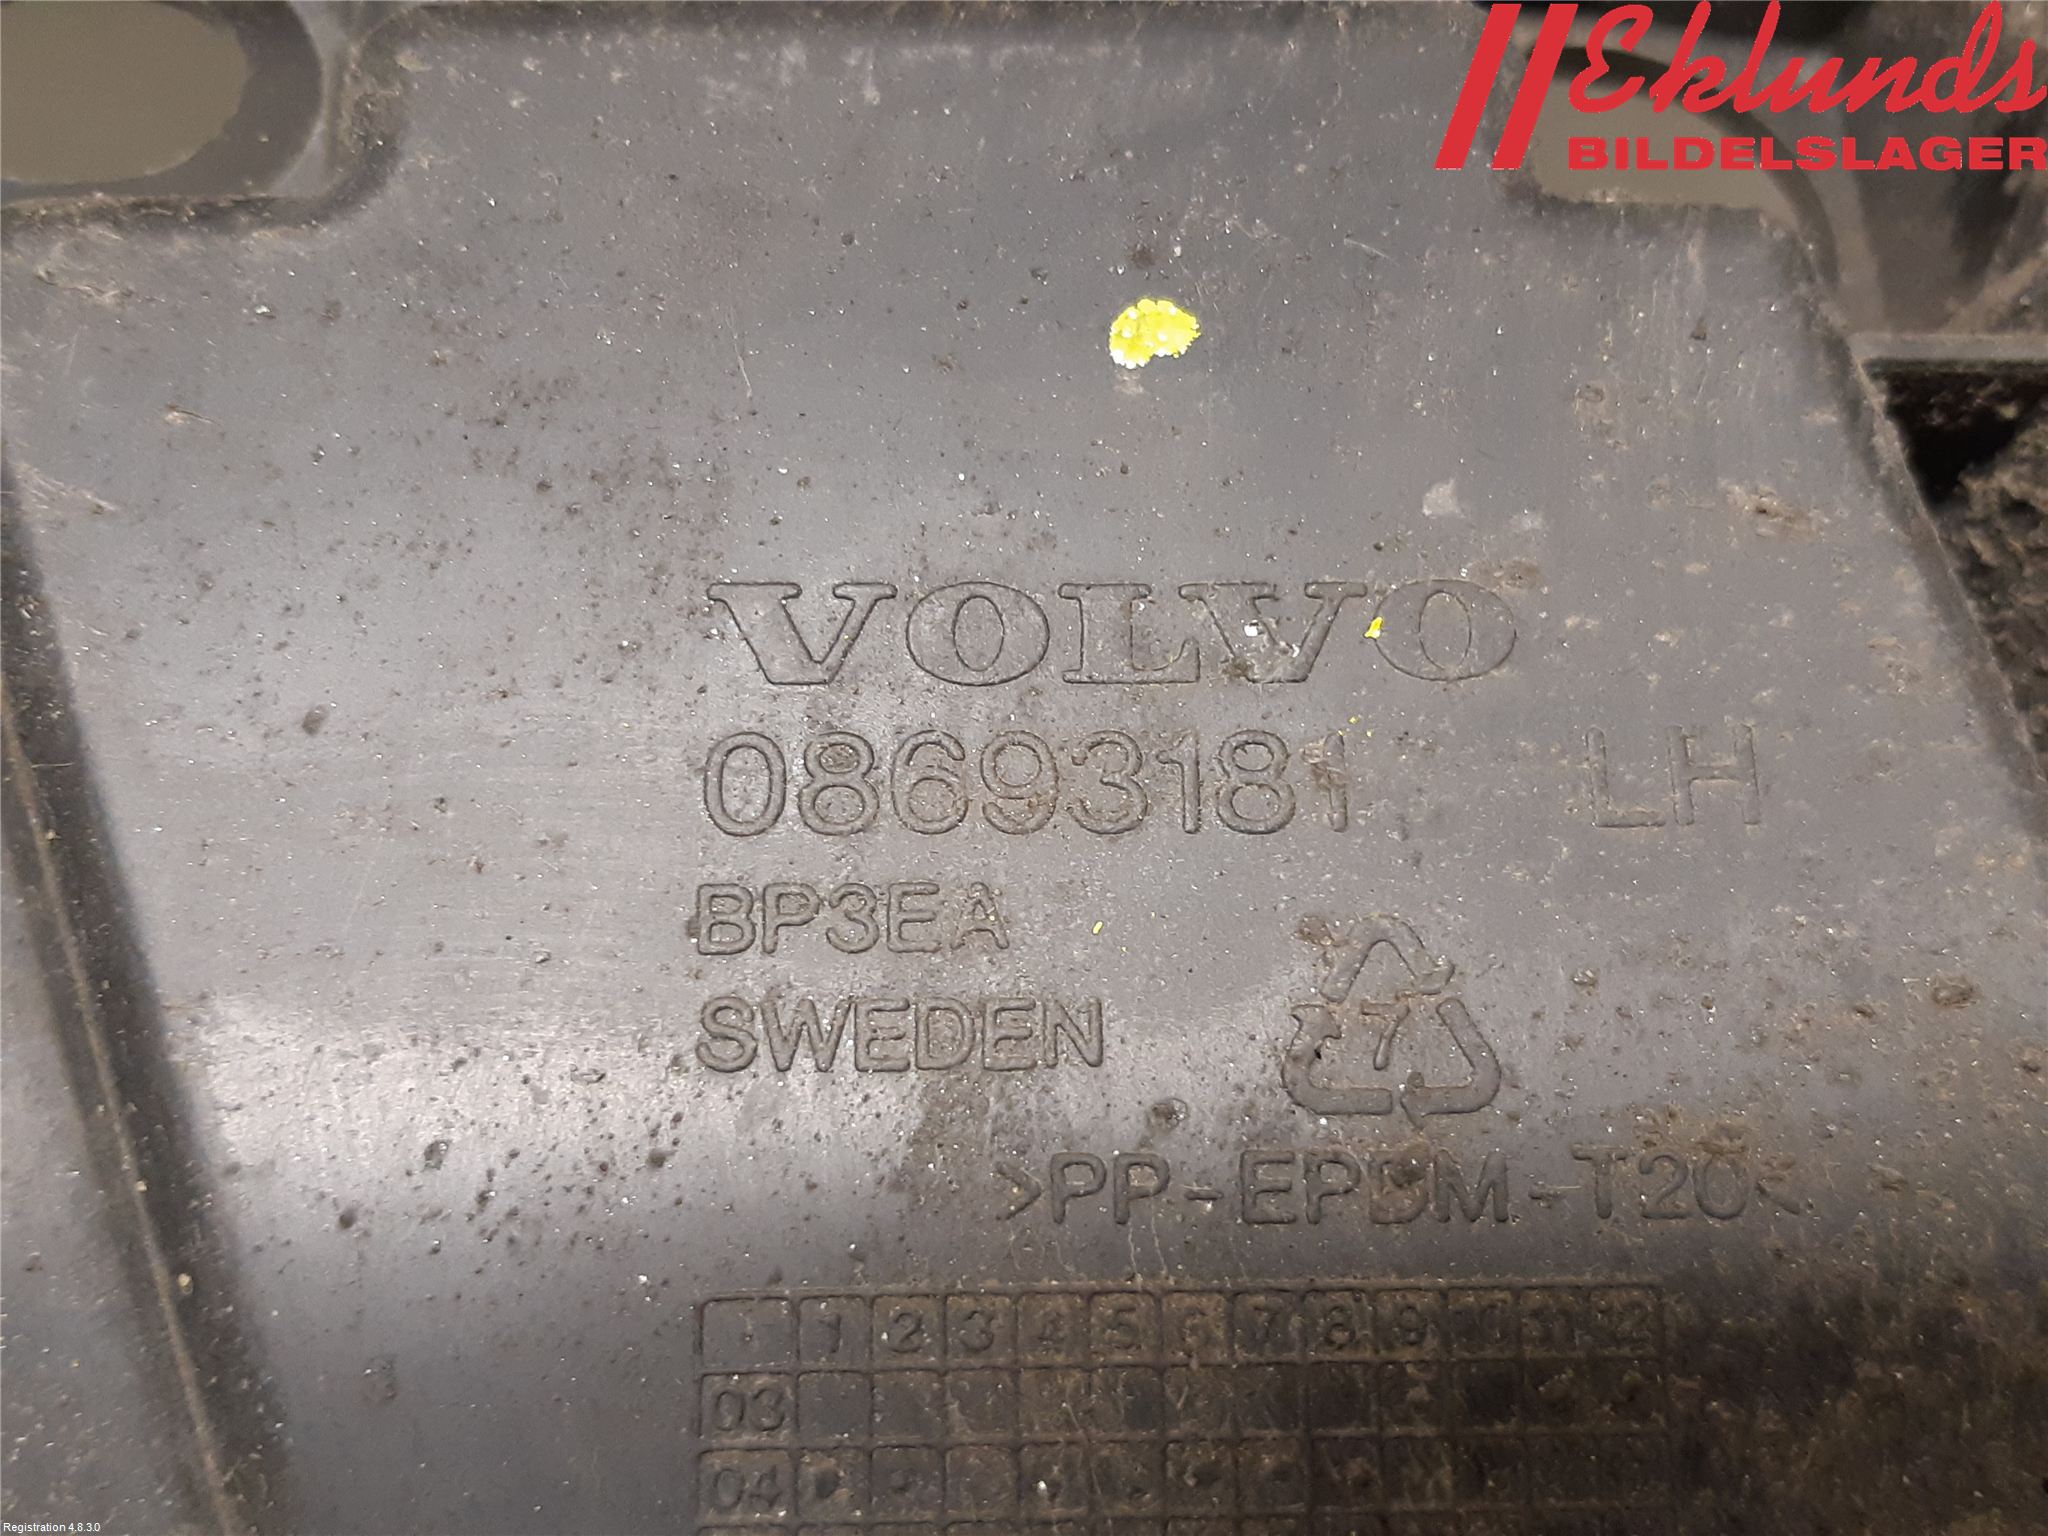 Eklunds
BILDELSLAGER
VOLVO
08693181 LH
BP3EA
SWEDEN
7
>PP-EPDM-T20<
1 2 3 4 5 6 7 8 9 10 11 12
03
04
Registration 4.8.3.0